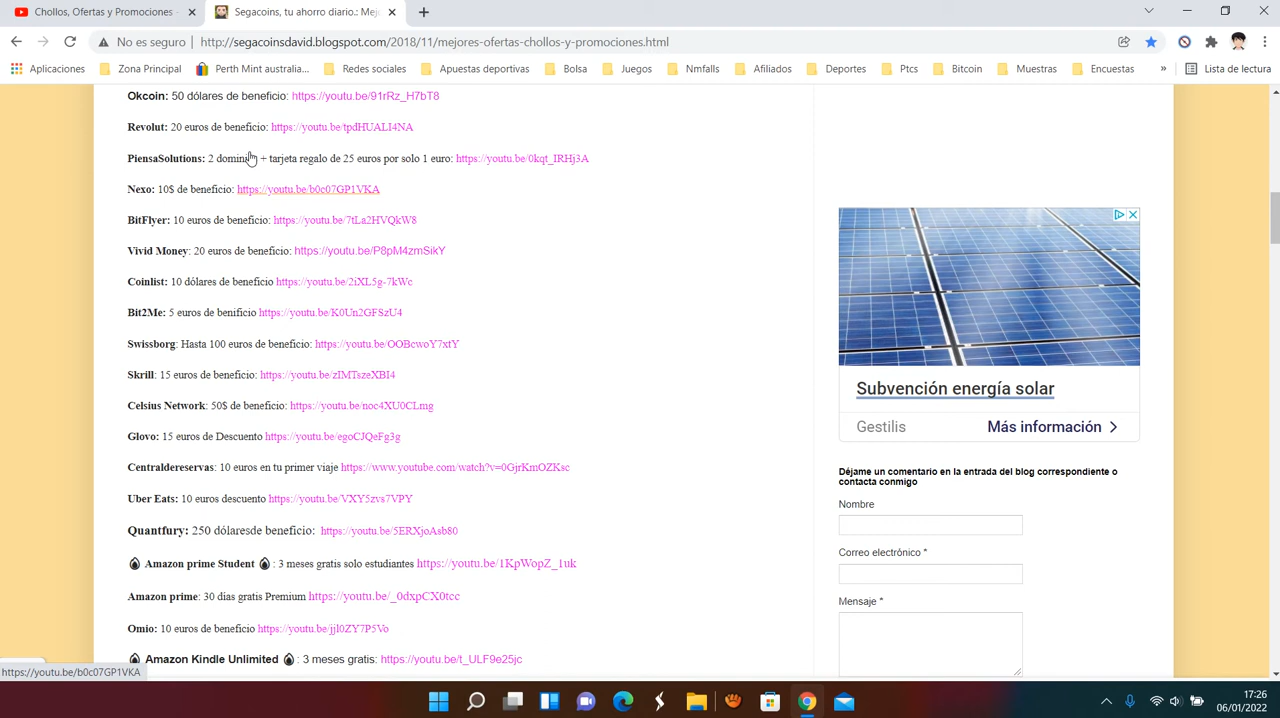 Chollos, Ofertas y Promociones -
Segacoins, tu ahorro diario.: Mej
No es seguro
http://segacoinsdavid.blogspot.com/2018/11/mejores-ofertas-chollos-y-promociones.html
Aplicaciones
Zona Principal
Perth Mint australia...
Redes sociales
Apuestas deportivas
Bolsa
Juegos
Nmfalls
Afiliados
Deportes
Ptcs
Bitcoin
Muestras
Encuestas
»
Lista de lectura
Okcoin: 50 dólares de beneficio: https://youtu.be/91rRz_H7bT8
Revolut: 20 euros de beneficio: https://youtu.be/tpdHUALI4NA
PiensaSolutions: 2 domini + tarjeta regalo de 25 euros por solo 1 euro: https://youtu.be/0kqt_IRHj3A
Nexo: 10$ de beneficio: https://youtu.be/b0c07GP1VKA
BitFlyer: 10 euros de beneficio: https://youtu.be/7tLa2HVQkW8
Vivid Money: 20 euros de beneficio: https://youtu.be/P8pM4zmSikY
Coinlist: 10 dólares de beneficio https://youtu.be/2iXL5g-7kWc
Bit2Me: 5 euros de benificio https://youtu.be/K0Un2GFSzU4
Swissborg: Hasta 100 euros de beneficio: https://youtu.be/OOBcwoY7xtY
Skrill: 15 euros de beneficio: https://youtu.be/zIMTszeXBI4
Celsius Network: 50$ de beneficio: https://youtu.be/noc4XU0CLmg
Glovo: 15 euros de Descuento https://youtu.be/egoCJQeFg3g
Centraldereservas: 10 euros en tu primer viaje https://www.youtube.com/watch?v=0GjrKmOZKsc
Uber Eats: 10 euros descuento https://youtu.be/VXY5zvs7VPY
Quantfury: 250 dólaresde beneficio: https://youtu.be/5ERXjoAsb80
Amazon prime Student : 3 meses gratis solo estudiantes https://youtu.be/1KpWopZ_1uk
Amazon prime: 30 días gratis Premium https://youtu.be/_0dxpCX0tcc
Omio: 10 euros de beneficio https://youtu.be/jjl0ZY7P5Vo
Amazon Kindle Unlimited : 3 meses gratis: https://youtu.be/t_ULF9e25jc
Subvención energía solar
Gestilis
Más información
Déjame un comentario en la entrada del blog correspondiente o
contacta conmigo
Nombre
Correo electrónico *
Mensaje *
https://youtu.be/b0c07GP1VKA
17:26
06/01/2022